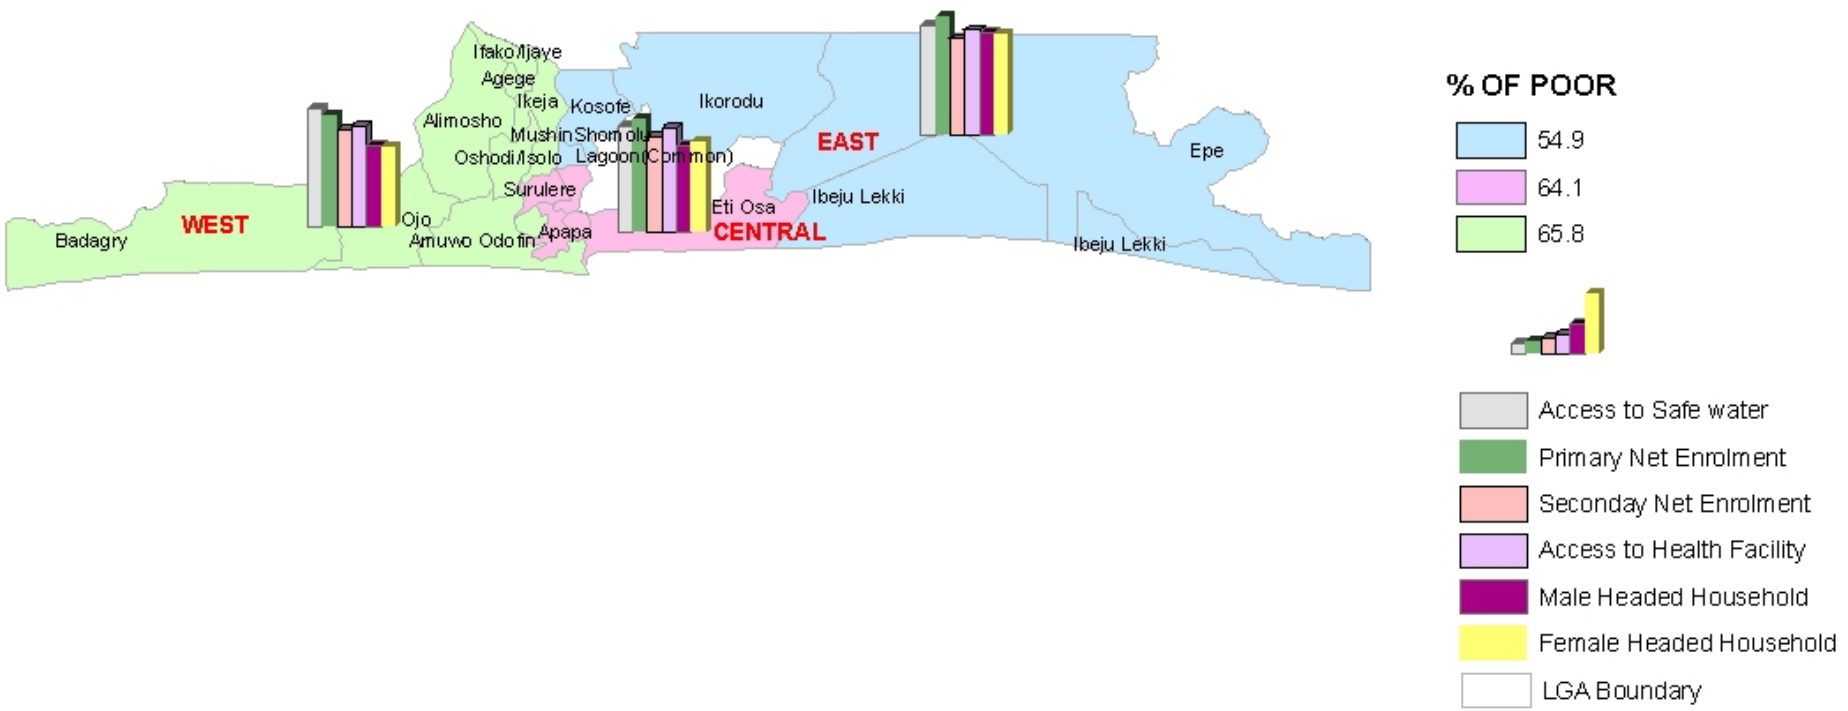 Ifako/Ijaye
Agege
Ikeja
Kosofe
Ikorodu
Alimosho
MushinShomolu
EAST
Oshodi/Isolo
Lagoon(Common)
Epe
Surulere
Ibeju Lekki
Eti Osa
WEST
Ojo
Apapa
CENTRAL
Badagry
Amuwo Odofin
Ibeju Lekki
% OF POOR
54.9
64.1
65.8
Access to Safe water
Primary Net Enrolment
Seconday Net Enrolment
Access to Health Facility
Male Headed Household
Female Headed Household
LGA Boundary